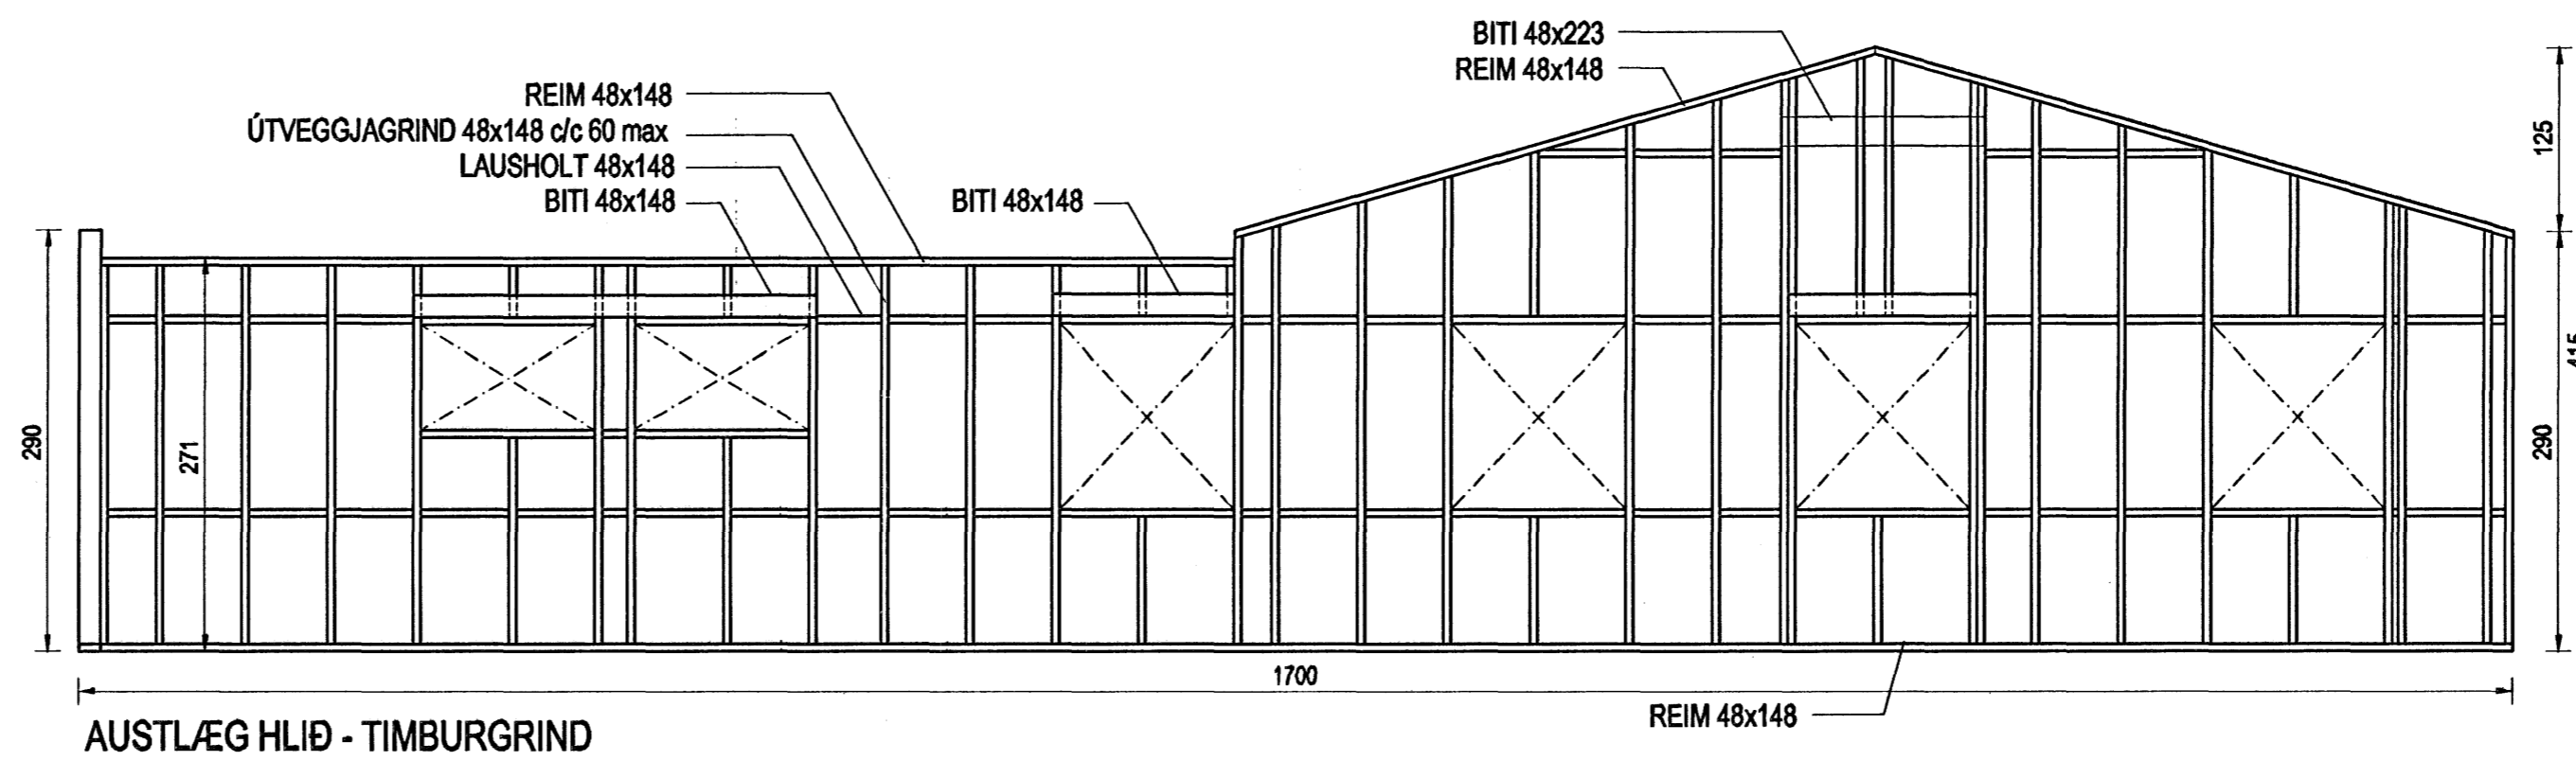 BITI 48x223
REIM 48x148
REIM 48x148
ÚTVEGGJAGRIND 48x148 c/c 60 max
LAUSHOLT 48x148
BITI 48x148
BITI 48x148
125
415
290
271
290
1700
REIM 48x148
AUSTLÆG HLIÐ - TIMBURGRIND